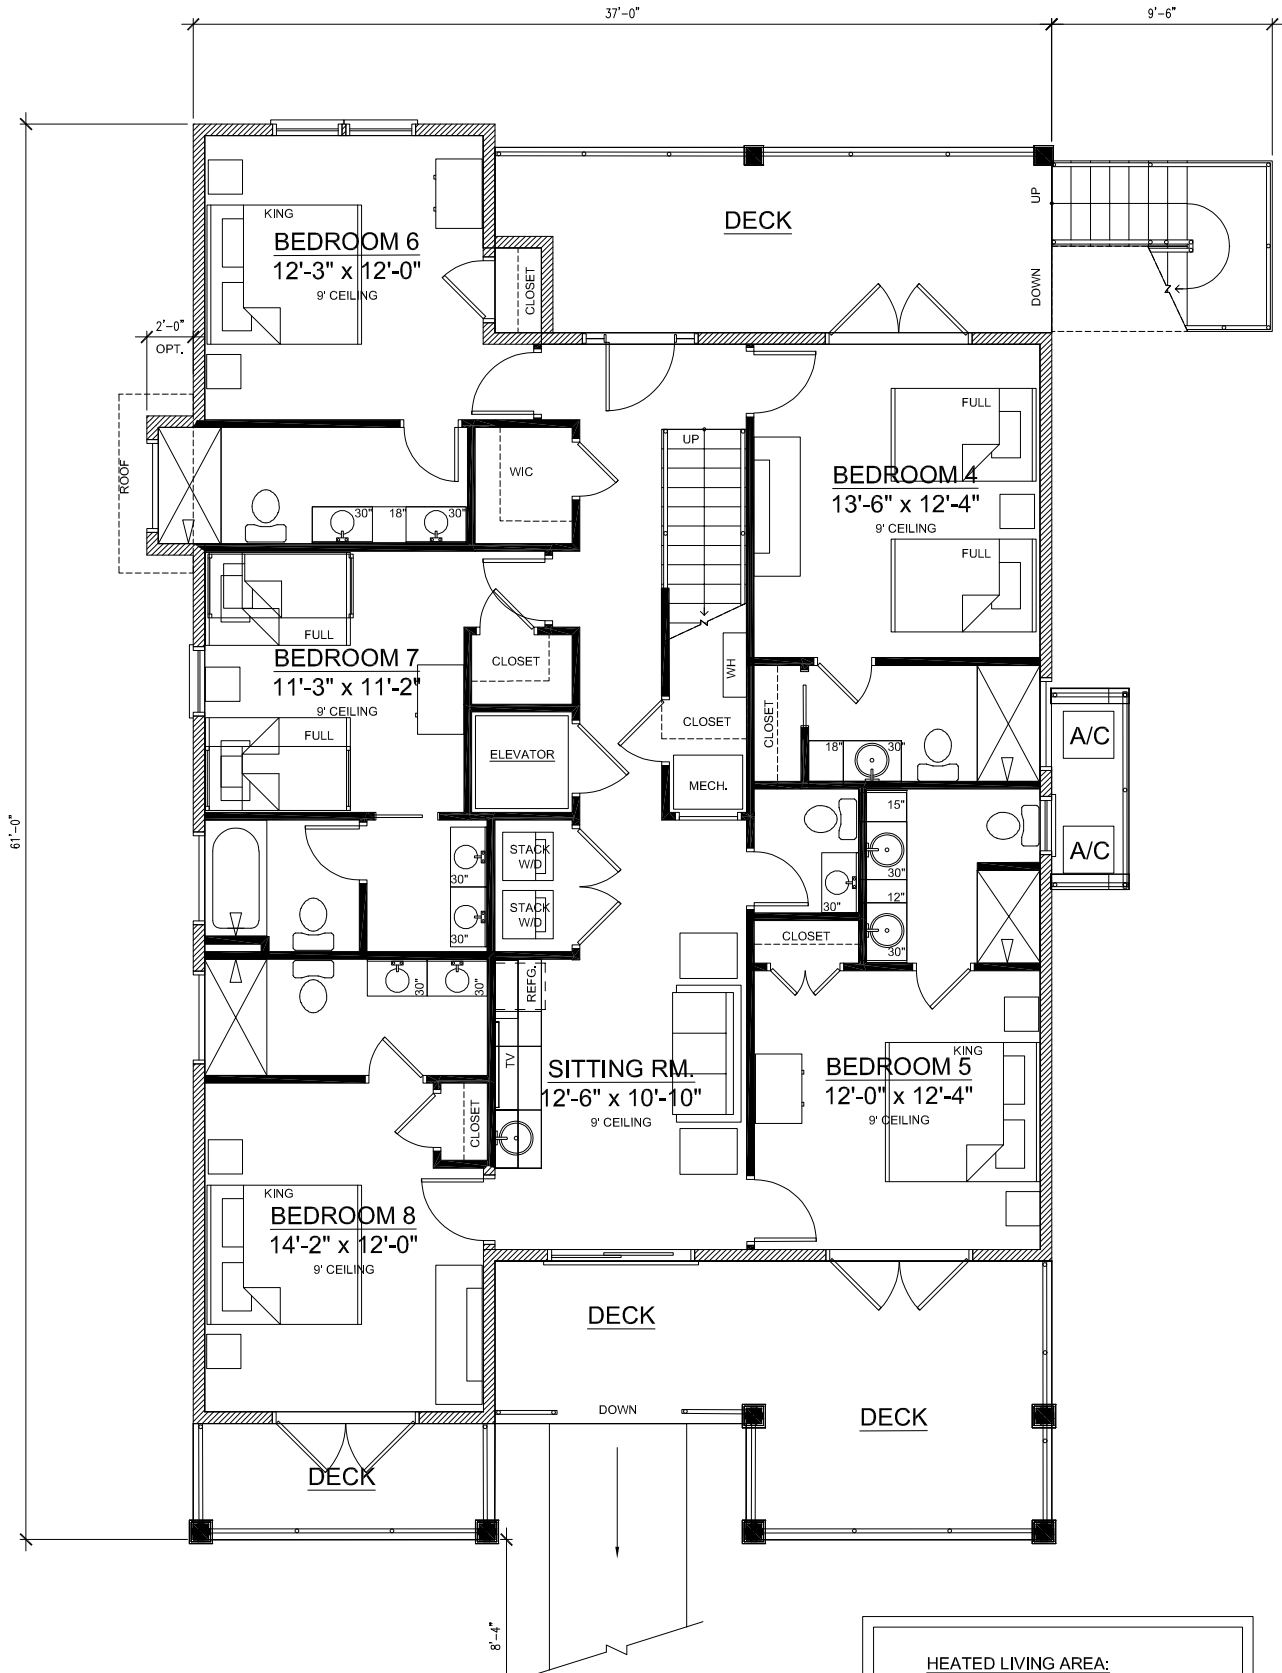 37'-0"
9'-6"
UP
DECK
KING
BEDROOM 6
12'-3" x 12'-0"
9' CEILING
CLOSET
DOWN
2'-0"
OPT.
FULL
UP
ROOF
WIC
BEDROOM 4
13'-6" x 12'-4"
9' CEILING
30"
18"
30"
FULL
FULL
BEDROOM 7
11'-3" x 11'-2"
9' CEILING
CLOSET
WH
FULL
CLOSET
CLOSET
A/C
ELEVATOR
18"
30"
MECH.
61'-0"
15"
STACK
W/D
A/C
30"
30"
12"
STACK
W/D
30"
30"
30"
CLOSET
REFG.
30"
30"
TV
SITTING RM.
12'-6" x 10'-10"
9' CEILING
KING
BEDROOM 5
12'-0" x 12'-4"
9' CEILING
CLOSET
KING
BEDROOM 8
14'-2" x 12'-0"
9' CEILING
DECK
DOWN
DECK
DECK
8'-4"
HEATED LIVING AREA: